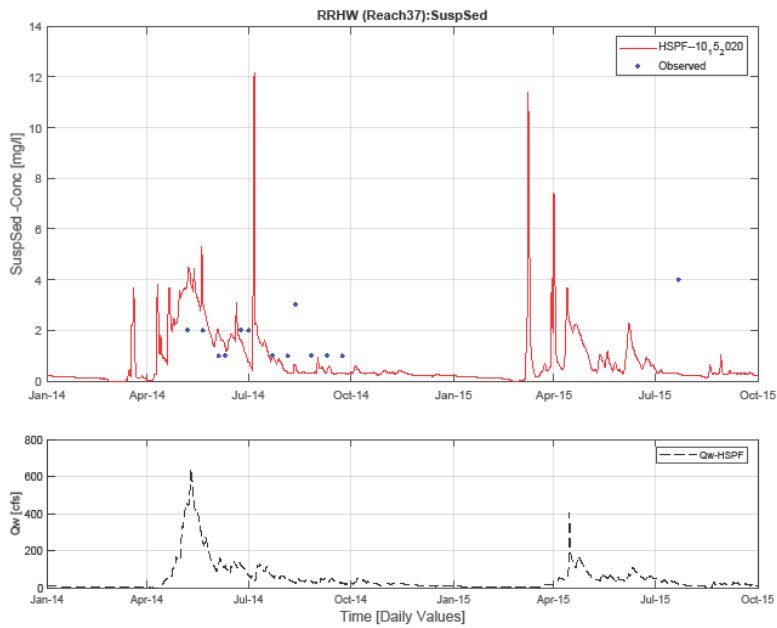 RRHW (Reach37):SuspSed
14
12
10
8
6
4
2
0
SuspSed -Conc [mg/l]
HSPF--10₁5₂020
Observed
Jan-14 Apr-14 Jul-14 Oct-14 Jan-15 Apr-15 Jul-15 Oct-15
800
600
400
200
0
Qw [cfs]
Qw-HSPF
Jan-14 Apr-14 Jul-14 Oct-14 Jan-15 Apr-15 Jul-15 Oct-15
Time [Daily Values]